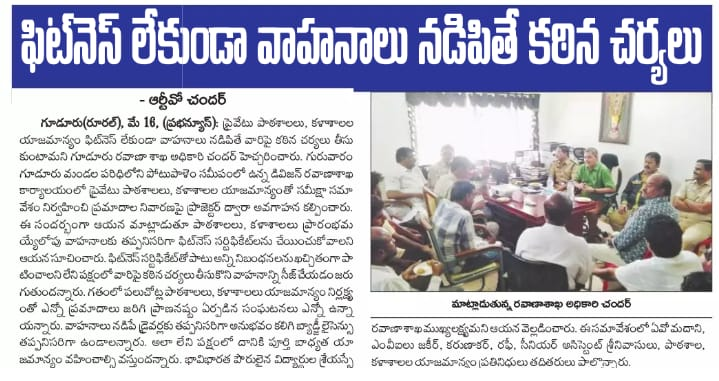 ఫిట్‌నెస్ లేకుండా వాహనాలు నడిపితే కఠిన చర్యలు
- ఆర్టీవో చందర్
గూడూరు(రూరల్), మే 16, (ప్రభన్యూస్): ప్రైవేటు పాఠశాలలు, కళాశాలల
యాజమాన్యం ఫిట్‌నెస్ లేకుండా వాహనాలు నడిపితే వారిపై కఠిన చర్యలు తీసు
కుంటామని గూడూరు రవాణా శాఖ అధికారి చందర్ హెచ్చరించారు. గురువారం
గూడూరు మండల పరిధిలోని పోటుపాళెం సమీపంలో ఉన్న డివిజన్ రవాణాశాఖ
కార్యాలయంలో ప్రైవేటు పాఠశాలలు, కళాశాలల యాజమాన్యంతో సమీక్షా సమా
వేశం నిర్వహించి ప్రమాదాల నివారణపై ప్రొజెక్టర్ ద్వారా అవగాహన కల్పించారు.
ఈ సందర్భంగా ఆయన మాట్లాడుతూ పాఠశాలలు, కళాశాలలు ప్రారంభమ
య్యేలోపు వాహనాలకు తప్పనిసరిగా ఫిట్‌నెస్ సర్టిఫికేట్‌లను చేయించుకోవాలని
ఆయన సూచించారు. ఫిట్‌నెస్ సర్టిఫికేట్‌తో పాటు అన్ని నిబంధనలను ఖచ్చితంగా పా
టించాలని లేని పక్షంలో వారిపై కఠిన చర్యలు తీసుకొని వాహనాన్ని సీజ్ చేయడం జరు
గుతుందన్నారు. గతంలో పలుచోట్ల పాఠశాలలు, కళాశాలలు యాజమాన్యం నిర్లక్ష్య
ంతో ఎన్నో ప్రమాదాలు జరిగి ప్రాణనష్టం ఏర్పడిన సంఘటనలు ఎన్నో ఉన్నా
యన్నారు. వాహనాలు నడిపే డ్రైవర్లకు తప్పనిసరిగా అనుభవం కలిగి బ్యాడ్జీ లైసెన్సు
తప్పనిసరిగా ఉండాలన్నారు. అలా లేని పక్షంలో దానికి పూర్తి బాధ్యత యా
జమాన్యం వహించాల్సి వస్తుందన్నారు. భావిభారత పౌరులైన విద్యార్థుల శ్రేయస్సే
మాట్లాడుతున్న రవాణాశాఖ అధికారి చందర్
రవాణా శాఖ ముఖ్యలక్ష్యమని ఆయన వెల్లడించారు. ఈ సమావేశంలో ఏవో మదాని,
ఎంవీఐలు జకీర్, కరుణాకర్, రఫీ, సీనియర్ అసిస్టెంట్ శ్రీనివాసులు, పాఠశాల,
కళాశాలల యాజమాన్యం ప్రతినిధులు తదితరులు పాల్గొన్నారు.